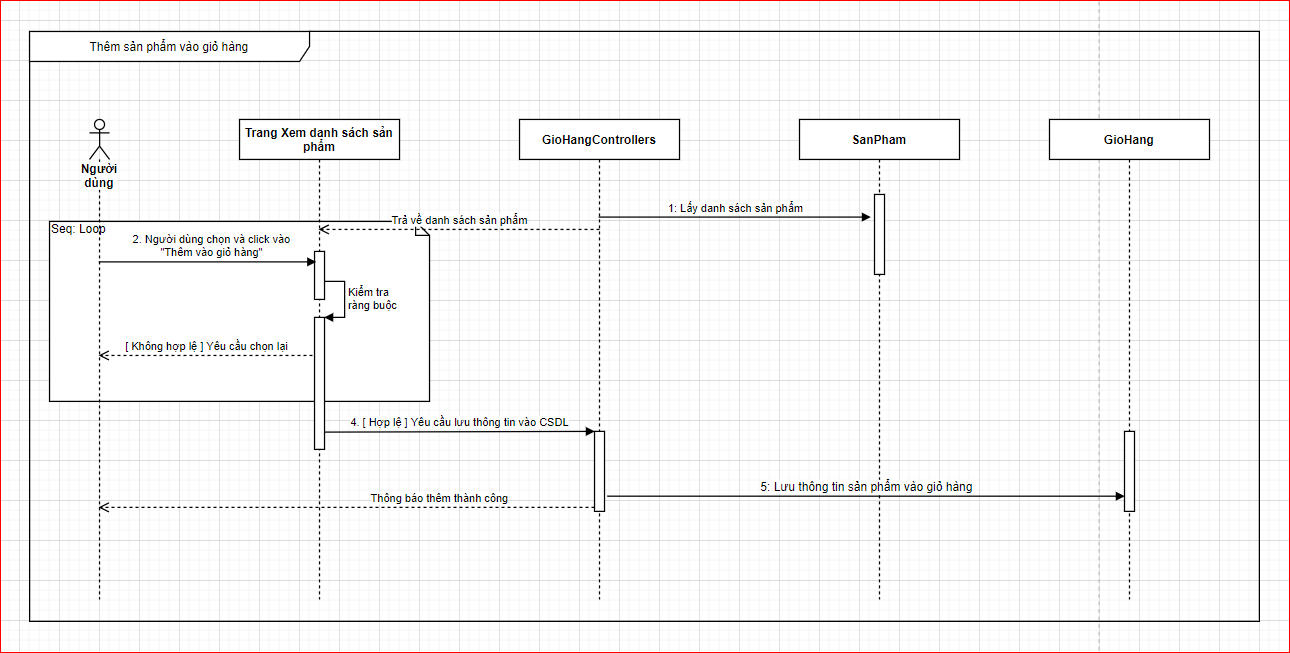 Thêm sản phẩm vào giỏ hàng
Người
dùng
Trang Xem danh sách sản
phẩm
GioHangControllers
SanPham
GioHang
1: Lấy danh sách sản phẩm
Trả về danh sách sản phẩm
Seq: Loop
2. Người dùng chọn và click vào
"Thêm vào giỏ hàng"
Kiểm tra
ràng buộc
[ Không hợp lệ ] Yêu cầu chọn lại
4. [ Hợp lệ ] Yêu cầu lưu thông tin vào CSDL
5: Lưu thông tin sản phẩm vào giỏ hàng
Thông báo thêm thành công